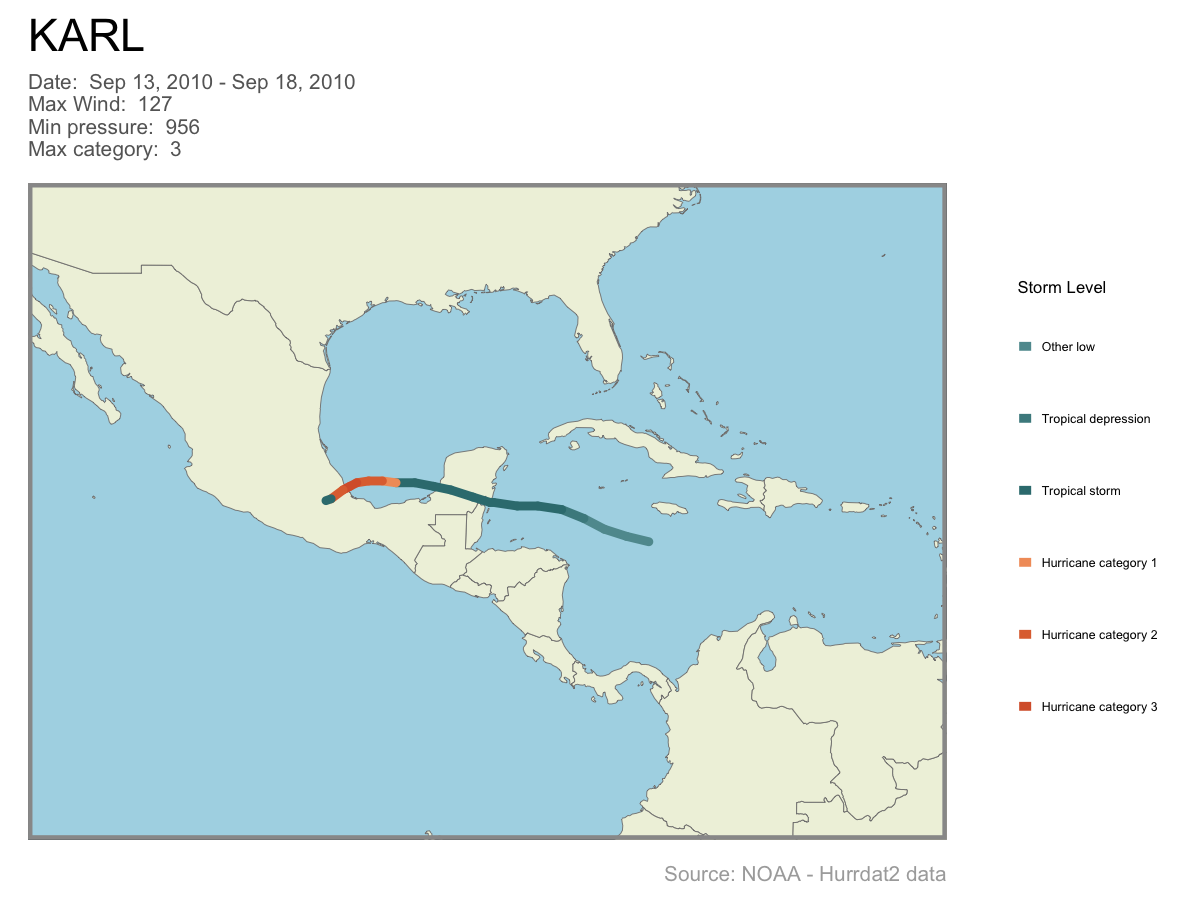 KARL
Date:  Sep 13, 2010 - Sep 18, 2010
Max Wind:  127
Min pressure:  956
Max category:  3
Storm Level
Other low
Tropical depression
Tropical storm
Hurricane category 1
Hurricane category 2
Hurricane category 3
Source: NOAA - Hurrdat2 data